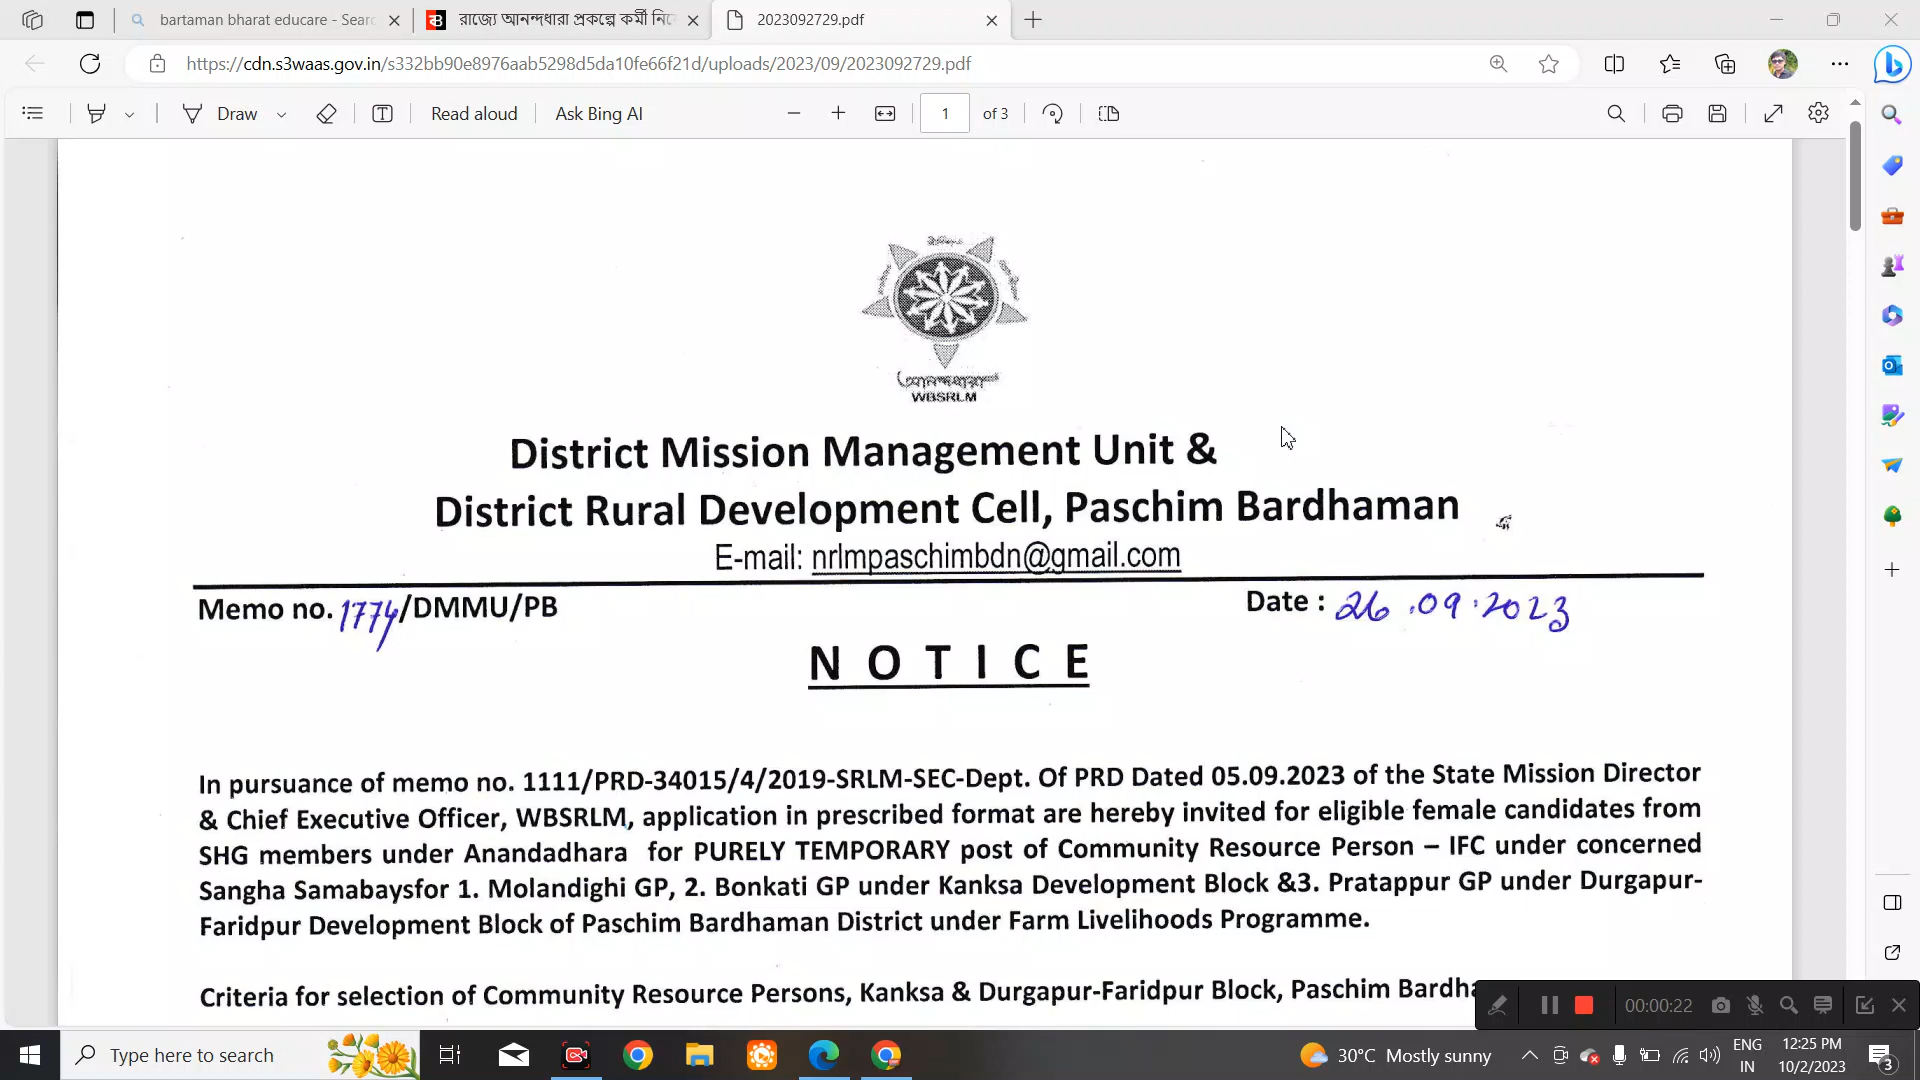 bartaman bharat educare - Sear
রাজ্যে আনন্দধারা প্রকল্পে কর্মী নি
2023092729.pdf
https://cdn.s3waas.gov.in/s332bb90e8976aab5298d5da10fe66f21d/uploads/2023/09/2023092729.pdf
Draw
Read aloud
Ask Bing AI
1 of 3
আনন্দধারা
WBSRLM
District Mission Management Unit &
District Rural Development Cell, Paschim Bardhaman
E-mail: nrlmpaschimbdn@gmail.com
Memo no. 1774/DMMU/PB
Date : 26.09.2023
NOTICE
In pursuance of memo no. 1111/PRD-34015/4/2019-SRLM-SEC-Dept. Of PRD Dated 05.09.2023 of the State Mission Director
& Chief Executive Officer, WBSRLM, application in prescribed format are hereby invited for eligible female candidates from
SHG members under Anandadhara for PURELY TEMPORARY post of Community Resource Person – IFC under concerned
Sangha Samabaysfor 1. Molandighi GP, 2. Bonkati GP under Kanksa Development Block &3. Pratappur GP under Durgapur-
Faridpur Development Block of Paschim Bardhaman District under Farm Livelihoods Programme.
Criteria for selection of Community Resource Persons, Kanksa & Durgapur-Faridpur Block, Paschim Bardha
00:00:22
Type here to search
30°C Mostly sunny
ENG
IN
12:25 PM
10/2/2023
3